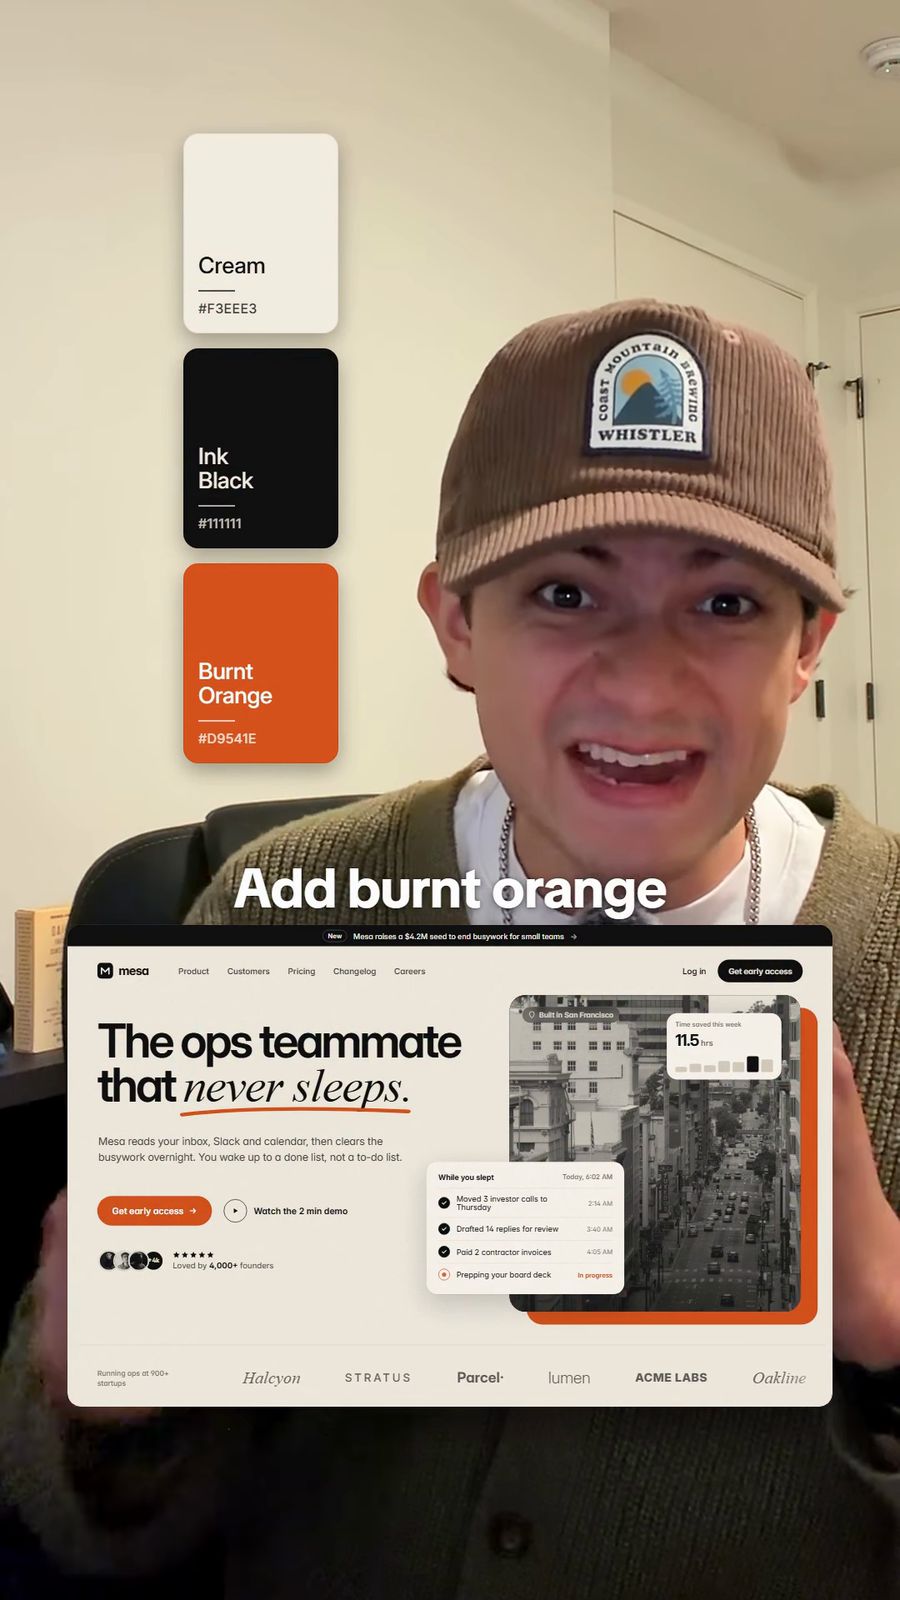 Cream
#F3EEE3
Ink
Black
#111111
Burnt
Orange
#D9541E
COAST MOUNTAIN BREWING
WHISTLER
Add burnt orange
New Mesa raises a $4.2M seed to end busywork for small teams →
M mesa
Product
Customers
Pricing
Changelog
Careers
Log in
Get early access
The ops teammate
that never sleeps.
Mesa reads your inbox, Slack and calendar, then clears the
busywork overnight. You wake up to a done list, not a to-do list.
Get early access →
Watch the 2 min demo
★★★★★
Loved by 4,000+ founders
Built in San Francisco
Time saved this week
11.5 hrs
While you slept
Today, 6:02 AM
Moved 3 investor calls to
Thursday
2:14 AM
Drafted 14 replies for review
3:40 AM
Paid 2 contractor invoices
4:05 AM
Prepping your board deck
In progress
Running ops at 900+
startups
Halcyon
STRATUS
Parcel·
lumen
ACME LABS
Oakline